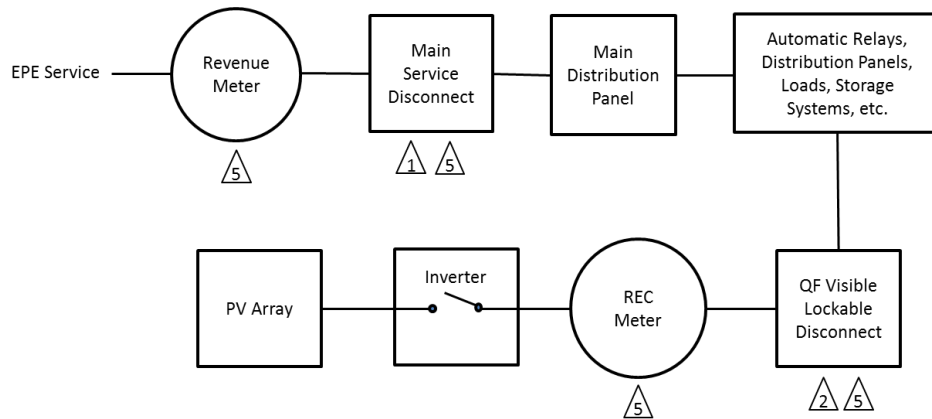 EPE Service
Revenue
Meter
5
Main
Service
Disconnect
1 5
Main
Distribution
Panel
Automatic Relays,
Distribution Panels,
Loads, Storage
Systems, etc.
PV Array
Inverter
REC
Meter
5
QF Visible
Lockable
Disconnect
2 5